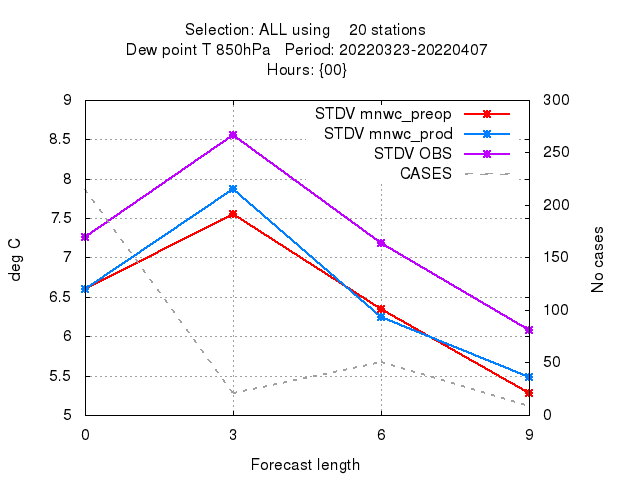 Selection: ALL using 20 stations
Dew point T 850hPa Period: 20220323-20220407
Hours: {00}
STDV mnwc_preop
STDV mnwc_prod
STDV OBS
CASES
9
8.5
8
7.5
7
6.5
6
5.5
5
deg C
300
250
200
150
100
50
0
No cases
0 3 6 9
Forecast length